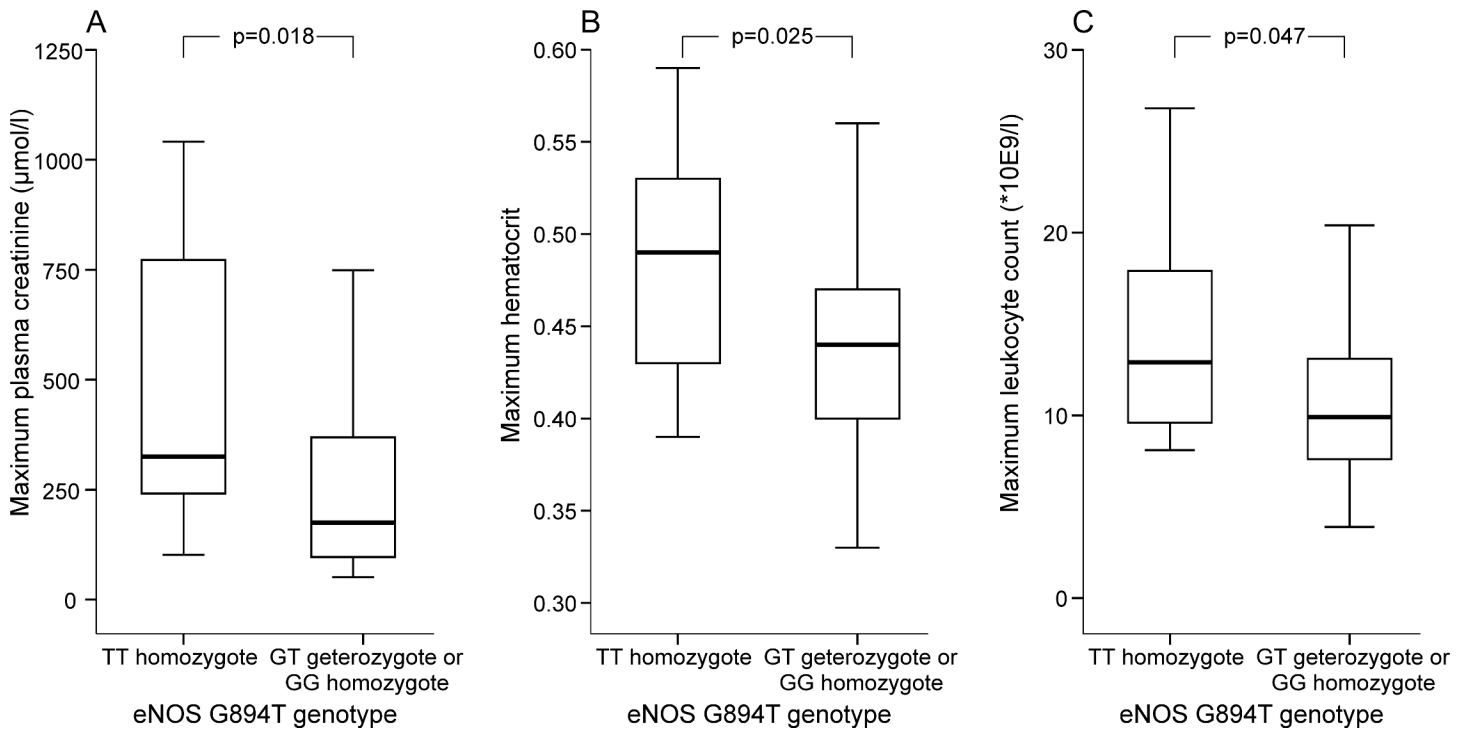 A
p=0.018
Maximum plasma creatinine (μmol/l)
1250
1000
750
500
250
0
TT homozygote
GT geterozygote or
GG homozygote
eNOS G894T genotype
B
p=0.025
Maximum hematocrit
0.60
0.55
0.50
0.45
0.40
0.35
0.30
TT homozygote
GT geterozygote or
GG homozygote
eNOS G894T genotype
C
p=0.047
Maximum leukocyte count (*10E9/l)
30
20
10
0
TT homozygote
GT geterozygote or
GG homozygote
eNOS G894T genotype